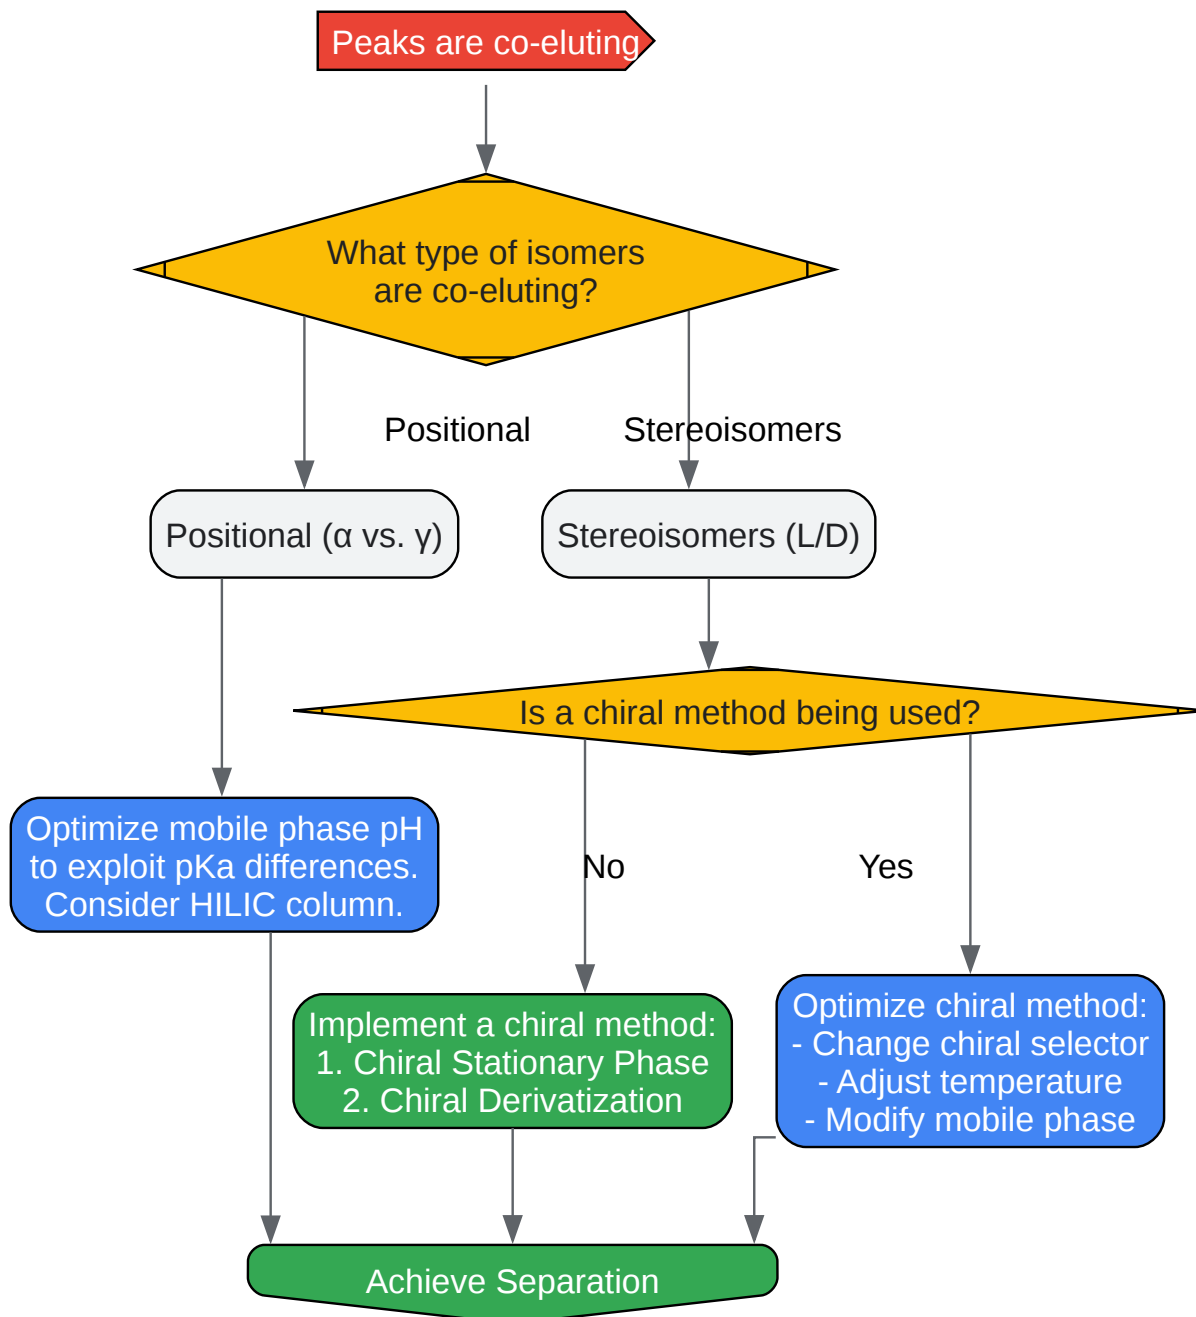 Peaks are co-eluting
What type of isomers
are co-eluting?
Positional
Stereoisomers
Positional (α vs. γ)
Stereoisomers (L/D)
Is a chiral method being used?
Optimize mobile phase pH
to exploit pKa differences.
Consider HILIC column.
No
Yes
Implement a chiral method:
1. Chiral Stationary Phase
2. Chiral Derivatization
Optimize chiral method:
- Change chiral selector
- Adjust temperature
- Modify mobile phase
Achieve Separation